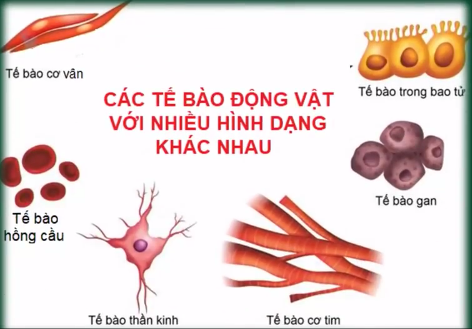 Tế bào cơ vân
CÁC TẾ BÀO ĐỘNG VẬT
VỚI NHIỀU HÌNH DẠNG
KHÁC NHAU
Tế bào trong bao tử
Tế bào gan
Tế bào
hồng cầu
Tế bào thần kinh
Tế bào cơ tim